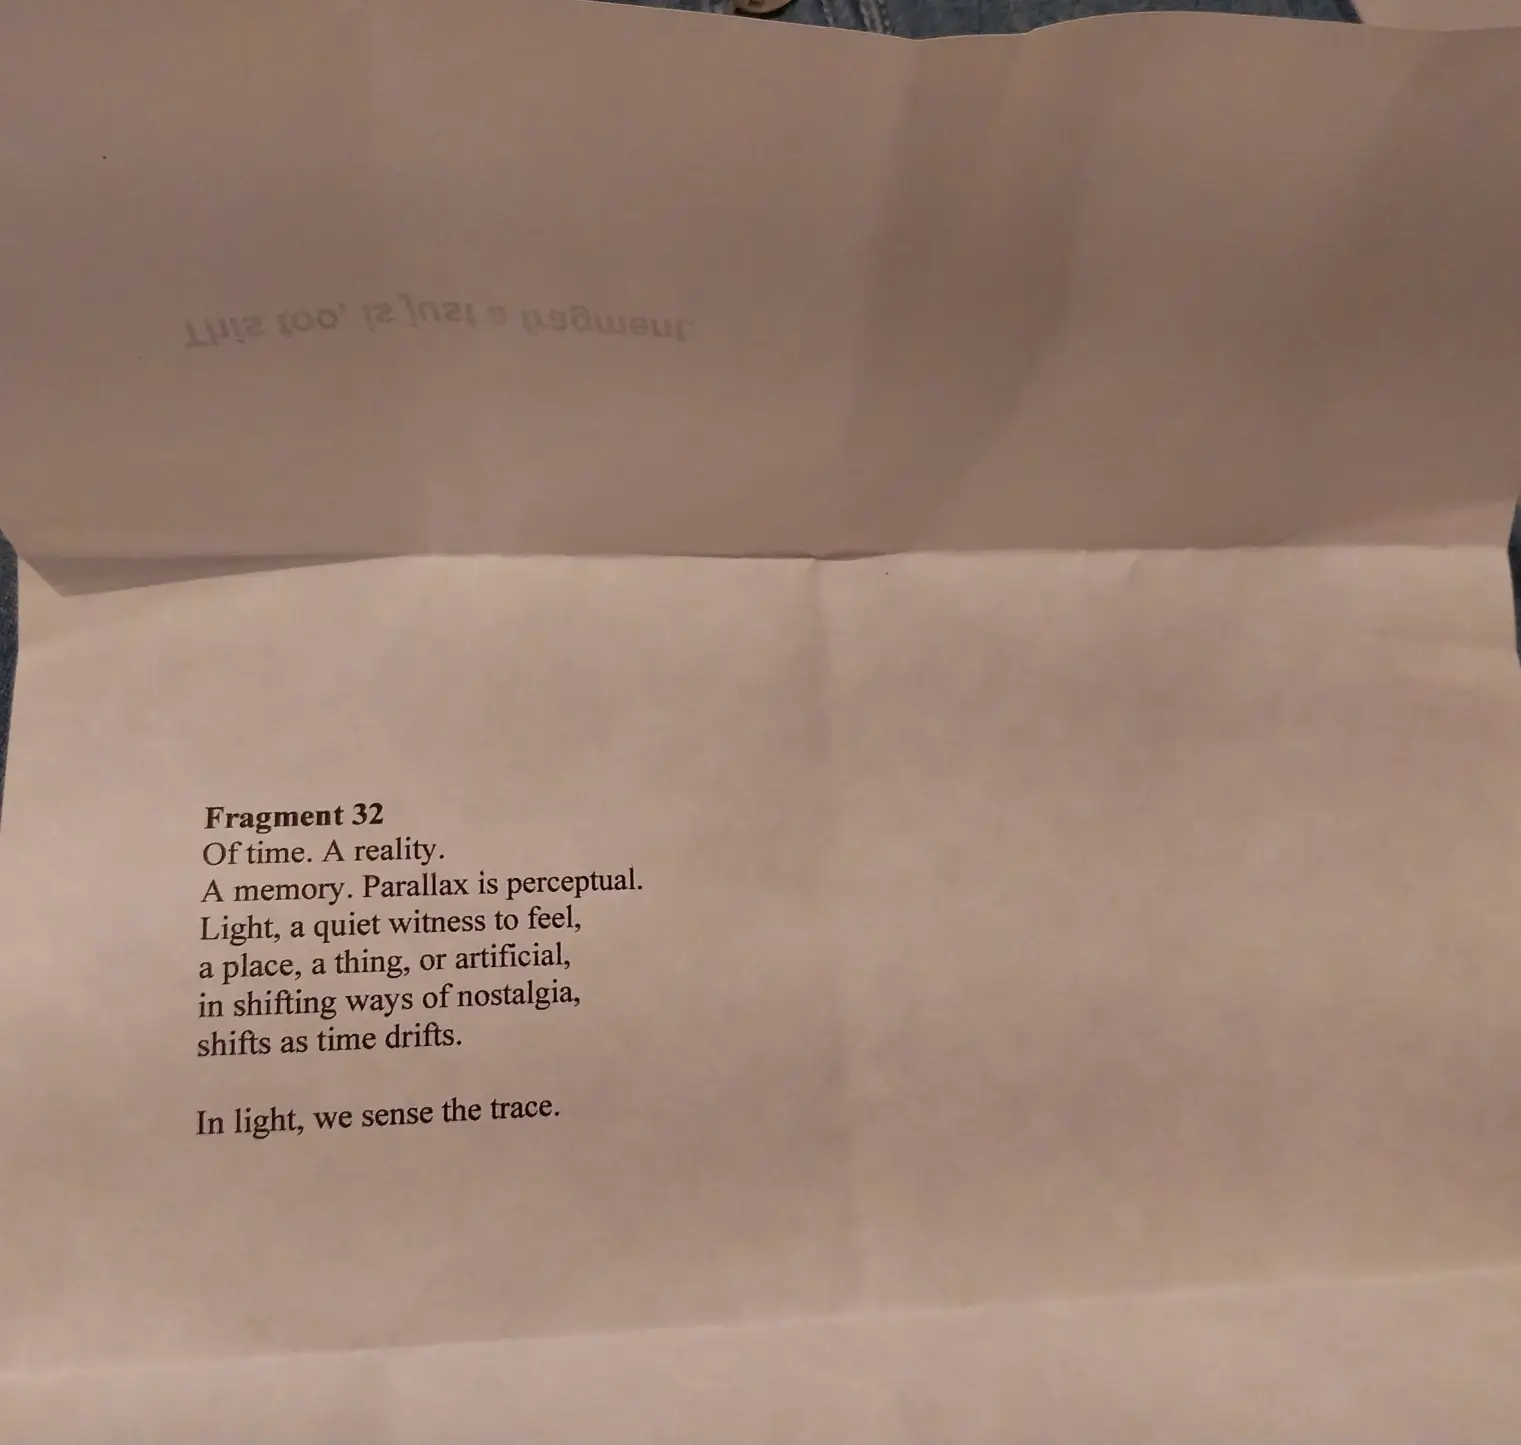 This too, is just a fragment.
Fragment 32
Of time. A reality.
A memory. Parallax is perceptual.
Light, a quiet witness to feel,
a place, a thing, or artificial,
in shifting ways of nostalgia,
shifts as time drifts.
In light, we sense the trace.